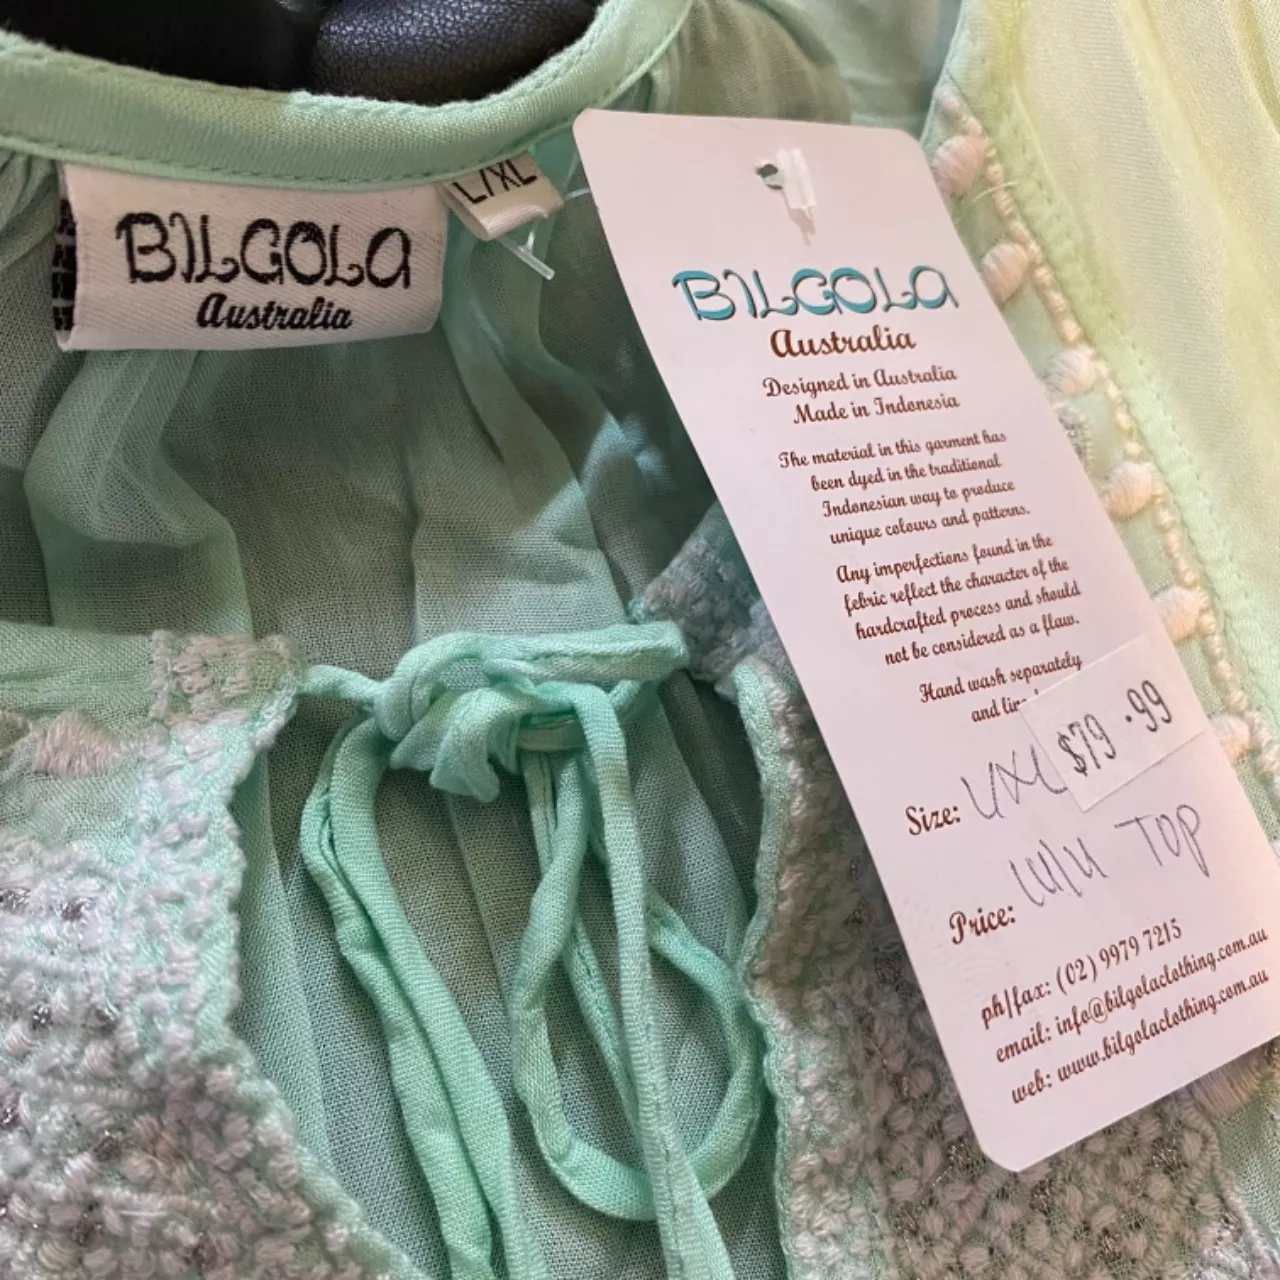 BILGOLA
Australia
L/XL
BILGOLA
Australia
Designed in Australia
Made in Indonesia
The material in this garment has
been dyed in the traditional
Indonesian way to produce
unique colours and patterns.
Any imperfections found in the
febric reflect the character of the
handcrafted process and should
not be considered as a flaw.
Hand wash separately
and
$79.99
Size: L/XL
Lulu Top
Price:
ph/fax: (02) 9979 7215
email: info@bilgolaclothing.com.au
web: www.bilgolaclothing.com.au